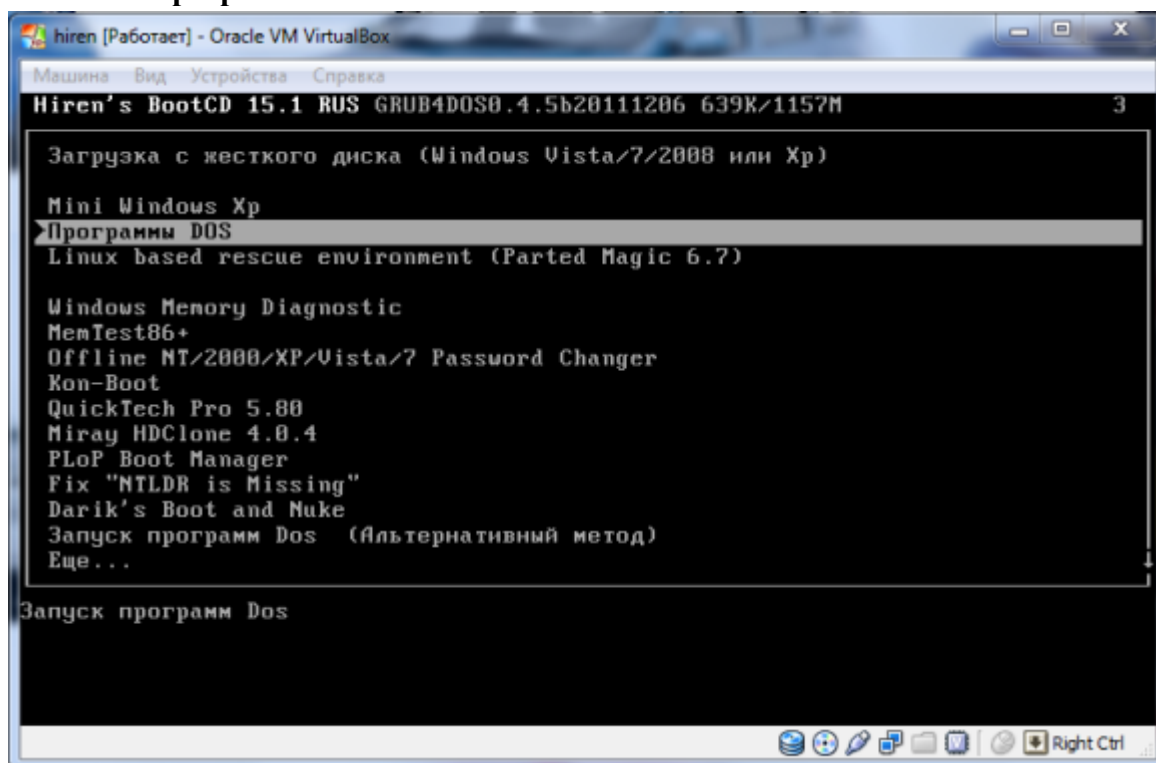 hiren [Работает] - Oracle VM VirtualBox
Машина Вид Устройства Справка
Hiren's BootCD 15.1 RUS GRUB4DOS0.4.5b20111206 639K/1157M 3
Загрузка с жесткого диска (Windows Vista/7/2008 или Xp)
Mini Windows Xp
Программы DOS
Linux based rescue environment (Parted Magic 6.7)
Windows Memory Diagnostic
MemTest86+
Offline NT/2000/XP/Vista/7 Password Changer
Kon-Boot
QuickTech Pro 5.80
Miray HDClone 4.0.4
PLoP Boot Manager
Fix "NTLDR is Missing"
Darik's Boot and Nuke
Запуск программ Dos (Альтернативный метод)
Еще...
Запуск программ Dos
Right Ctrl